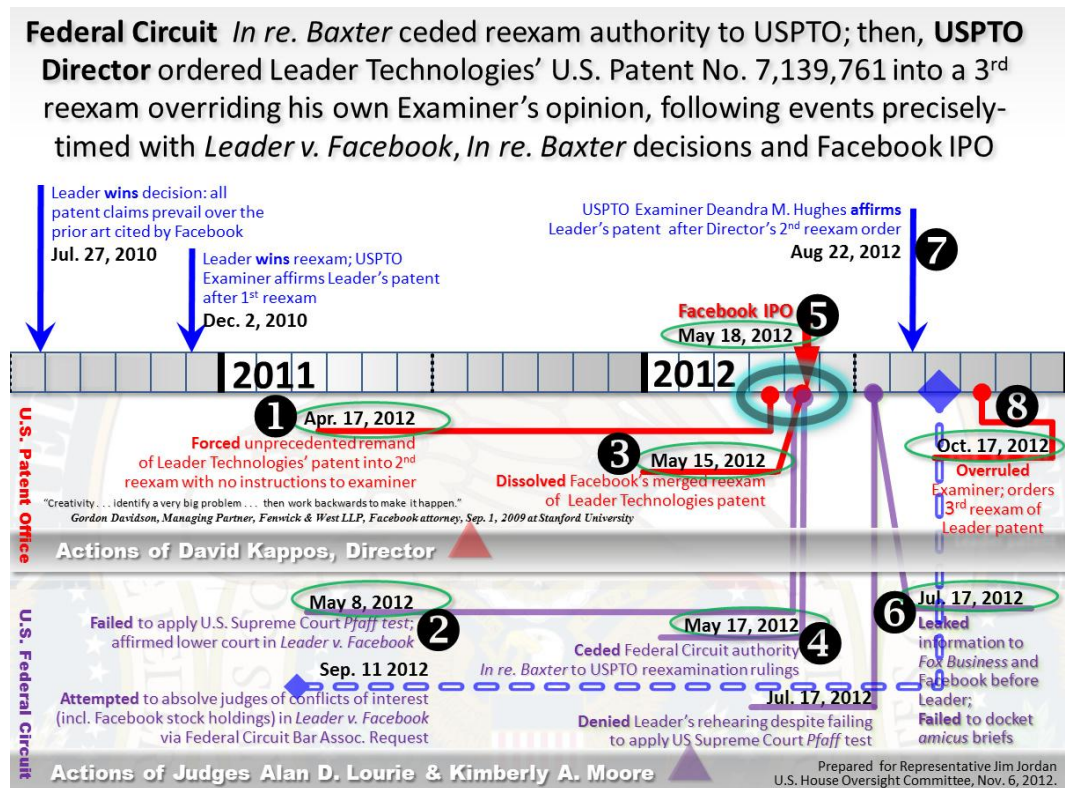 Federal Circuit In re. Baxter ceded reexam authority to USPTO; then, USPTO
Director ordered Leader Technologies' U.S. Patent No. 7,139,761 into a 3rd
reexam overriding his own Examiner's opinion, following events precisely-
timed with Leader v. Facebook, In re. Baxter decisions and Facebook IPO
Leader wins decision: all
patent claims prevail over the
prior art cited by Facebook
Jul. 27, 2010
Leader wins reexam; USPTO
Examiner affirms Leader's patent
after 1st reexam
Dec. 2, 2010
USPTO Examiner Deandra M. Hughes affirms
Leader's patent after Director's 2nd reexam order
Aug 22, 2012
7
Facebook IPO
May 18, 2012
5
2011
2012
U.S. Patent Office
1
Apr. 17, 2012
Forced unprecedented remand
of Leader Technologies' patent into 2nd
reexam with no instructions to examiner
3
May 15, 2012
Dissolved Facebook's merged reexam
of Leader Technologies patent
8
Oct. 17, 2012
Overruled
Examiner; orders
3rd reexam of
Leader patent
"Creativity . . . identify a very big problem . . . then work backwards to make it happen."
Gordon Davidson, Managing Partner, Fenwick & West LLP, Facebook attorney, Sep. 1, 2009 at Stanford University
Actions of David Kappos, Director
U.S. Federal Circuit
May 8, 2012
2
Failed to apply U.S. Supreme Court Pfaff test;
affirmed lower court in Leader v. Facebook
Sep. 11 2012
Attempted to absolve judges of conflicts of interest
(incl. Facebook stock holdings) in Leader v. Facebook
via Federal Circuit Bar Assoc. Request
May 17, 2012
4
Ceded Federal Circuit authority
In re. Baxter to USPTO reexamination rulings
Jul. 17, 2012
Denied Leader's rehearing despite failing
to apply US Supreme Court Pfaff test
6
Jul. 17, 2012
Leaked
information to
Fox Business and
Facebook before
Leader;
Failed to docket
amicus briefs
Actions of Judges Alan D. Lourie & Kimberly A. Moore
Prepared for Representative Jim Jordan
U.S. House Oversight Committee, Nov. 6, 2012.